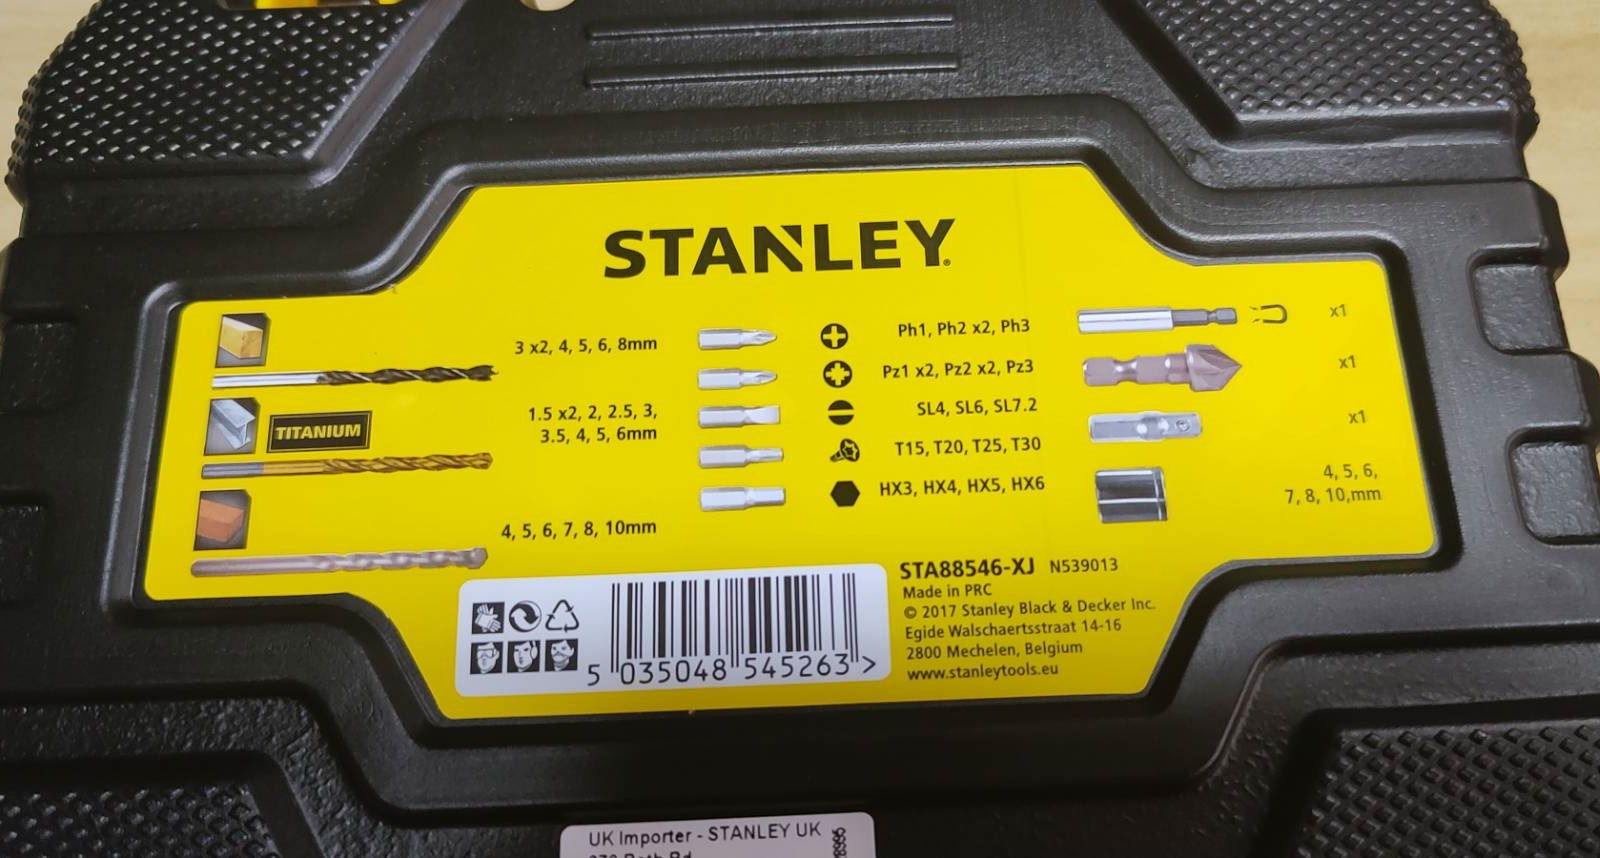 STANLEY®
3 x2, 4, 5, 6, 8mm
TITANIUM
1.5 x2, 2, 2.5, 3,
3.5, 4, 5, 6mm
4, 5, 6, 7, 8, 10mm
Ph1, Ph2 x2, Ph3
Pz1 x2, Pz2 x2, Pz3
SL4, SL6, SL7.2
T15, T20, T25, T30
HX3, HX4, HX5, HX6
x1
x1
x1
4, 5, 6,
7, 8, 10,mm
5 035048 545263 >
STA88546-XJ N539013
Made in PRC
© 2017 Stanley Black & Decker Inc.
Egide Walschaertsstraat 14-16
2800 Mechelen, Belgium
www.stanleytools.eu
UK Importer - STANLEY UK